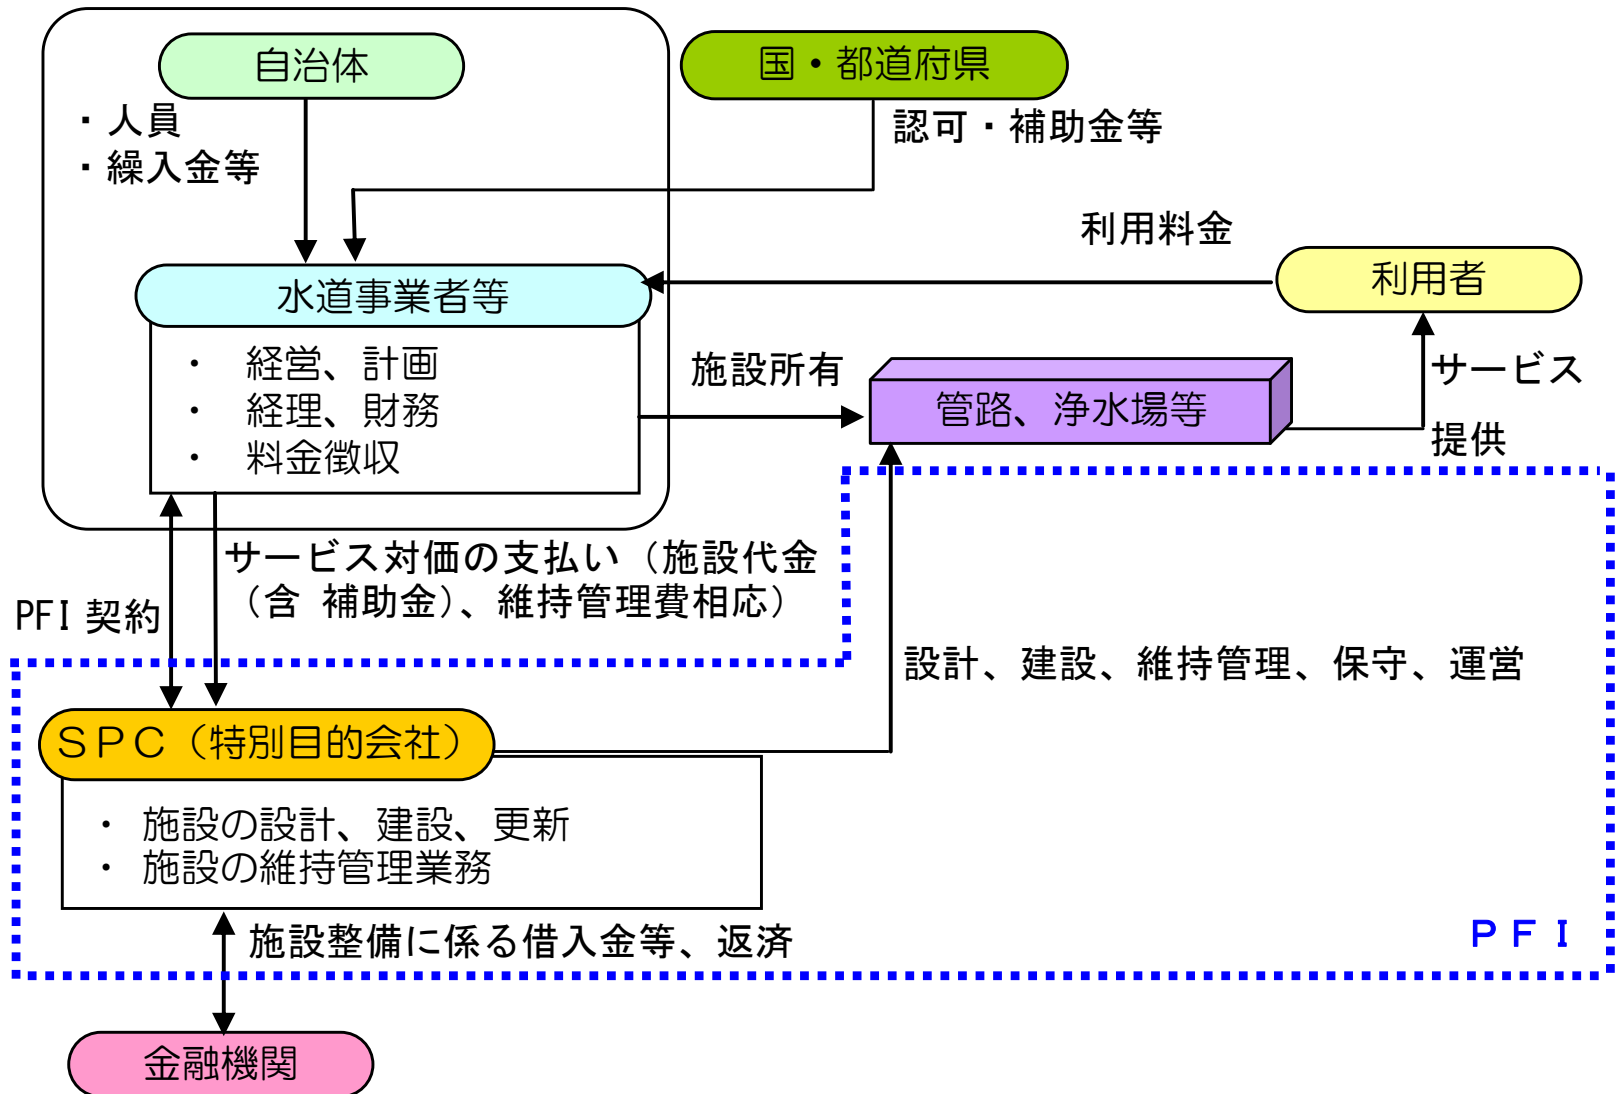 自治体
国・都道府県
・人員
・繰入金等
認可・補助金等
利用料金
水道事業者等
利用者
・ 経営、計画
・ 経理、財務
・ 料金徴収
施設所有
管路、浄水場等
サービス
提供
サービス対価の支払い（施設代金
（含 補助金）、維持管理費相応）
PFI 契約
設計、建設、維持管理、保守、運営
ＳＰＣ（特別目的会社）
・ 施設の設計、建設、更新
・ 施設の維持管理業務
施設整備に係る借入金等、返済
ＰＦＩ
金融機関